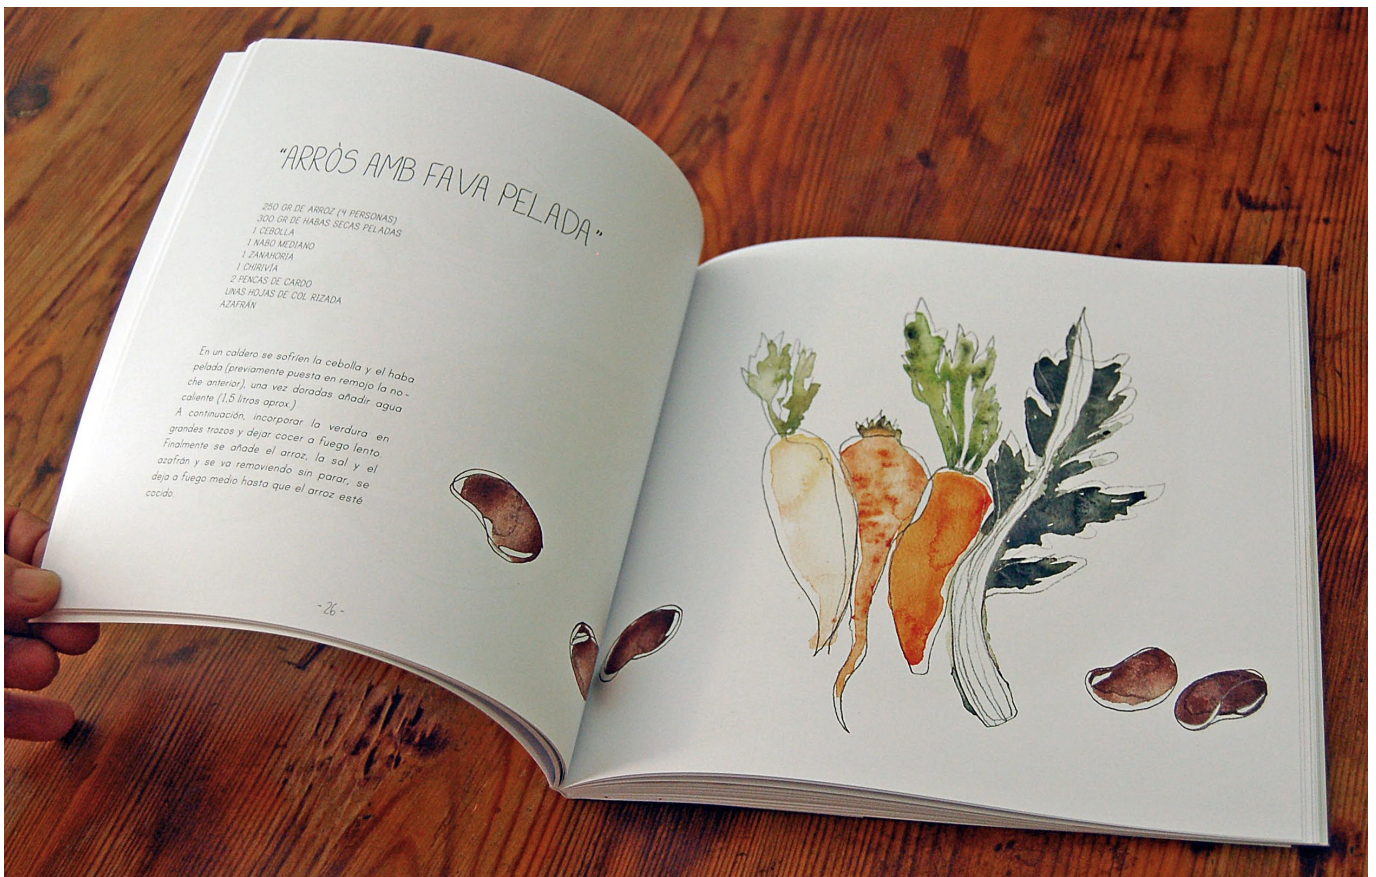 "ARRÒS AMB FAVA PELADA"
250 GR DE ARROZ (4 PERSONAS)
300 GR DE HABAS SECAS PELADAS
1 CEBOLLA
1 NABO MEDIANO
1 ZANAHORIA
1 CHIRIVÍA
2 PENCAS DE CARDO
UNAS HOJAS DE COL RIZADA
AZAFRÁN
En un caldero se sofríen la cebolla y el haba
pelada (previamente puesta en remojo la no-
che anterior), una vez doradas añadir agua
caliente (1,5 litros aprox.)
A continuación, incorporar la verdura en
grandes trozos y dejar cocer a fuego lento.
Finalmente se añade el arroz, la sal y el
azafrán y se va removiendo sin parar, se
deja a fuego medio hasta que el arroz esté
cocido.
-26-